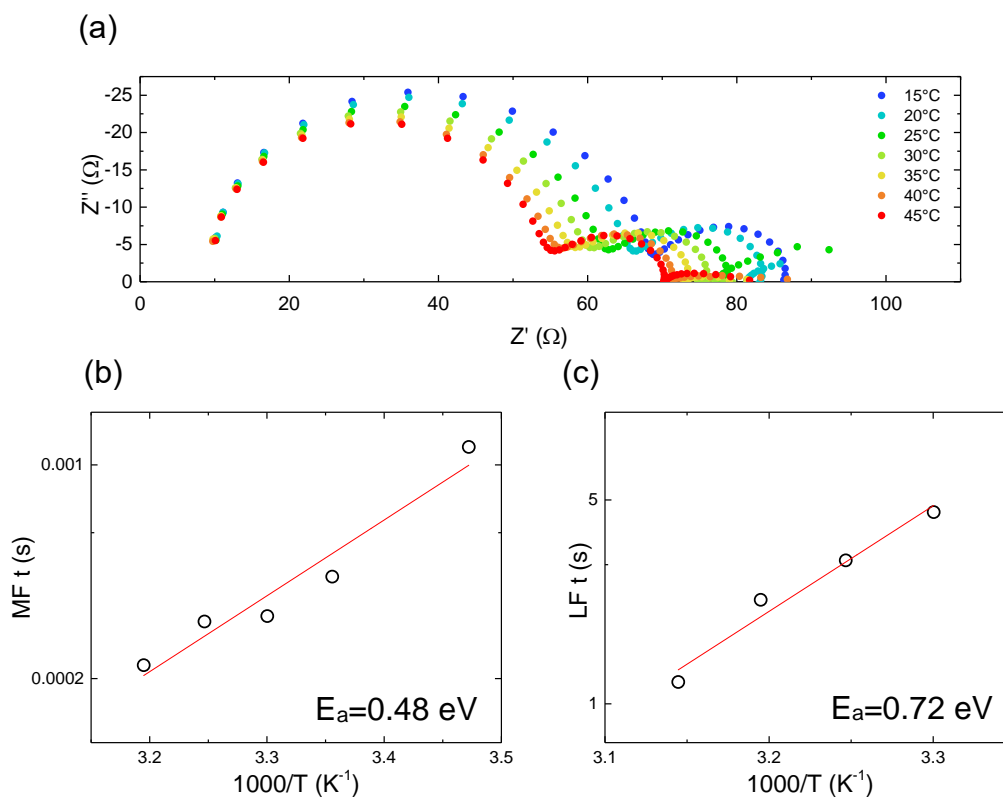 (a)
-25
-20
-15
-10
-5
0
Z'' (Ω)
0 20 40 60 80 100
Z' (Ω)
15°C
20°C
25°C
30°C
35°C
40°C
45°C
(b)
0.001
0.0002
MF t (s)
Eₐ=0.48 eV
3.2 3.3 3.4 3.5
1000/T (K⁻¹)
(c)
5
1
LF t (s)
Eₐ=0.72 eV
3.1 3.2 3.3
1000/T (K⁻¹)